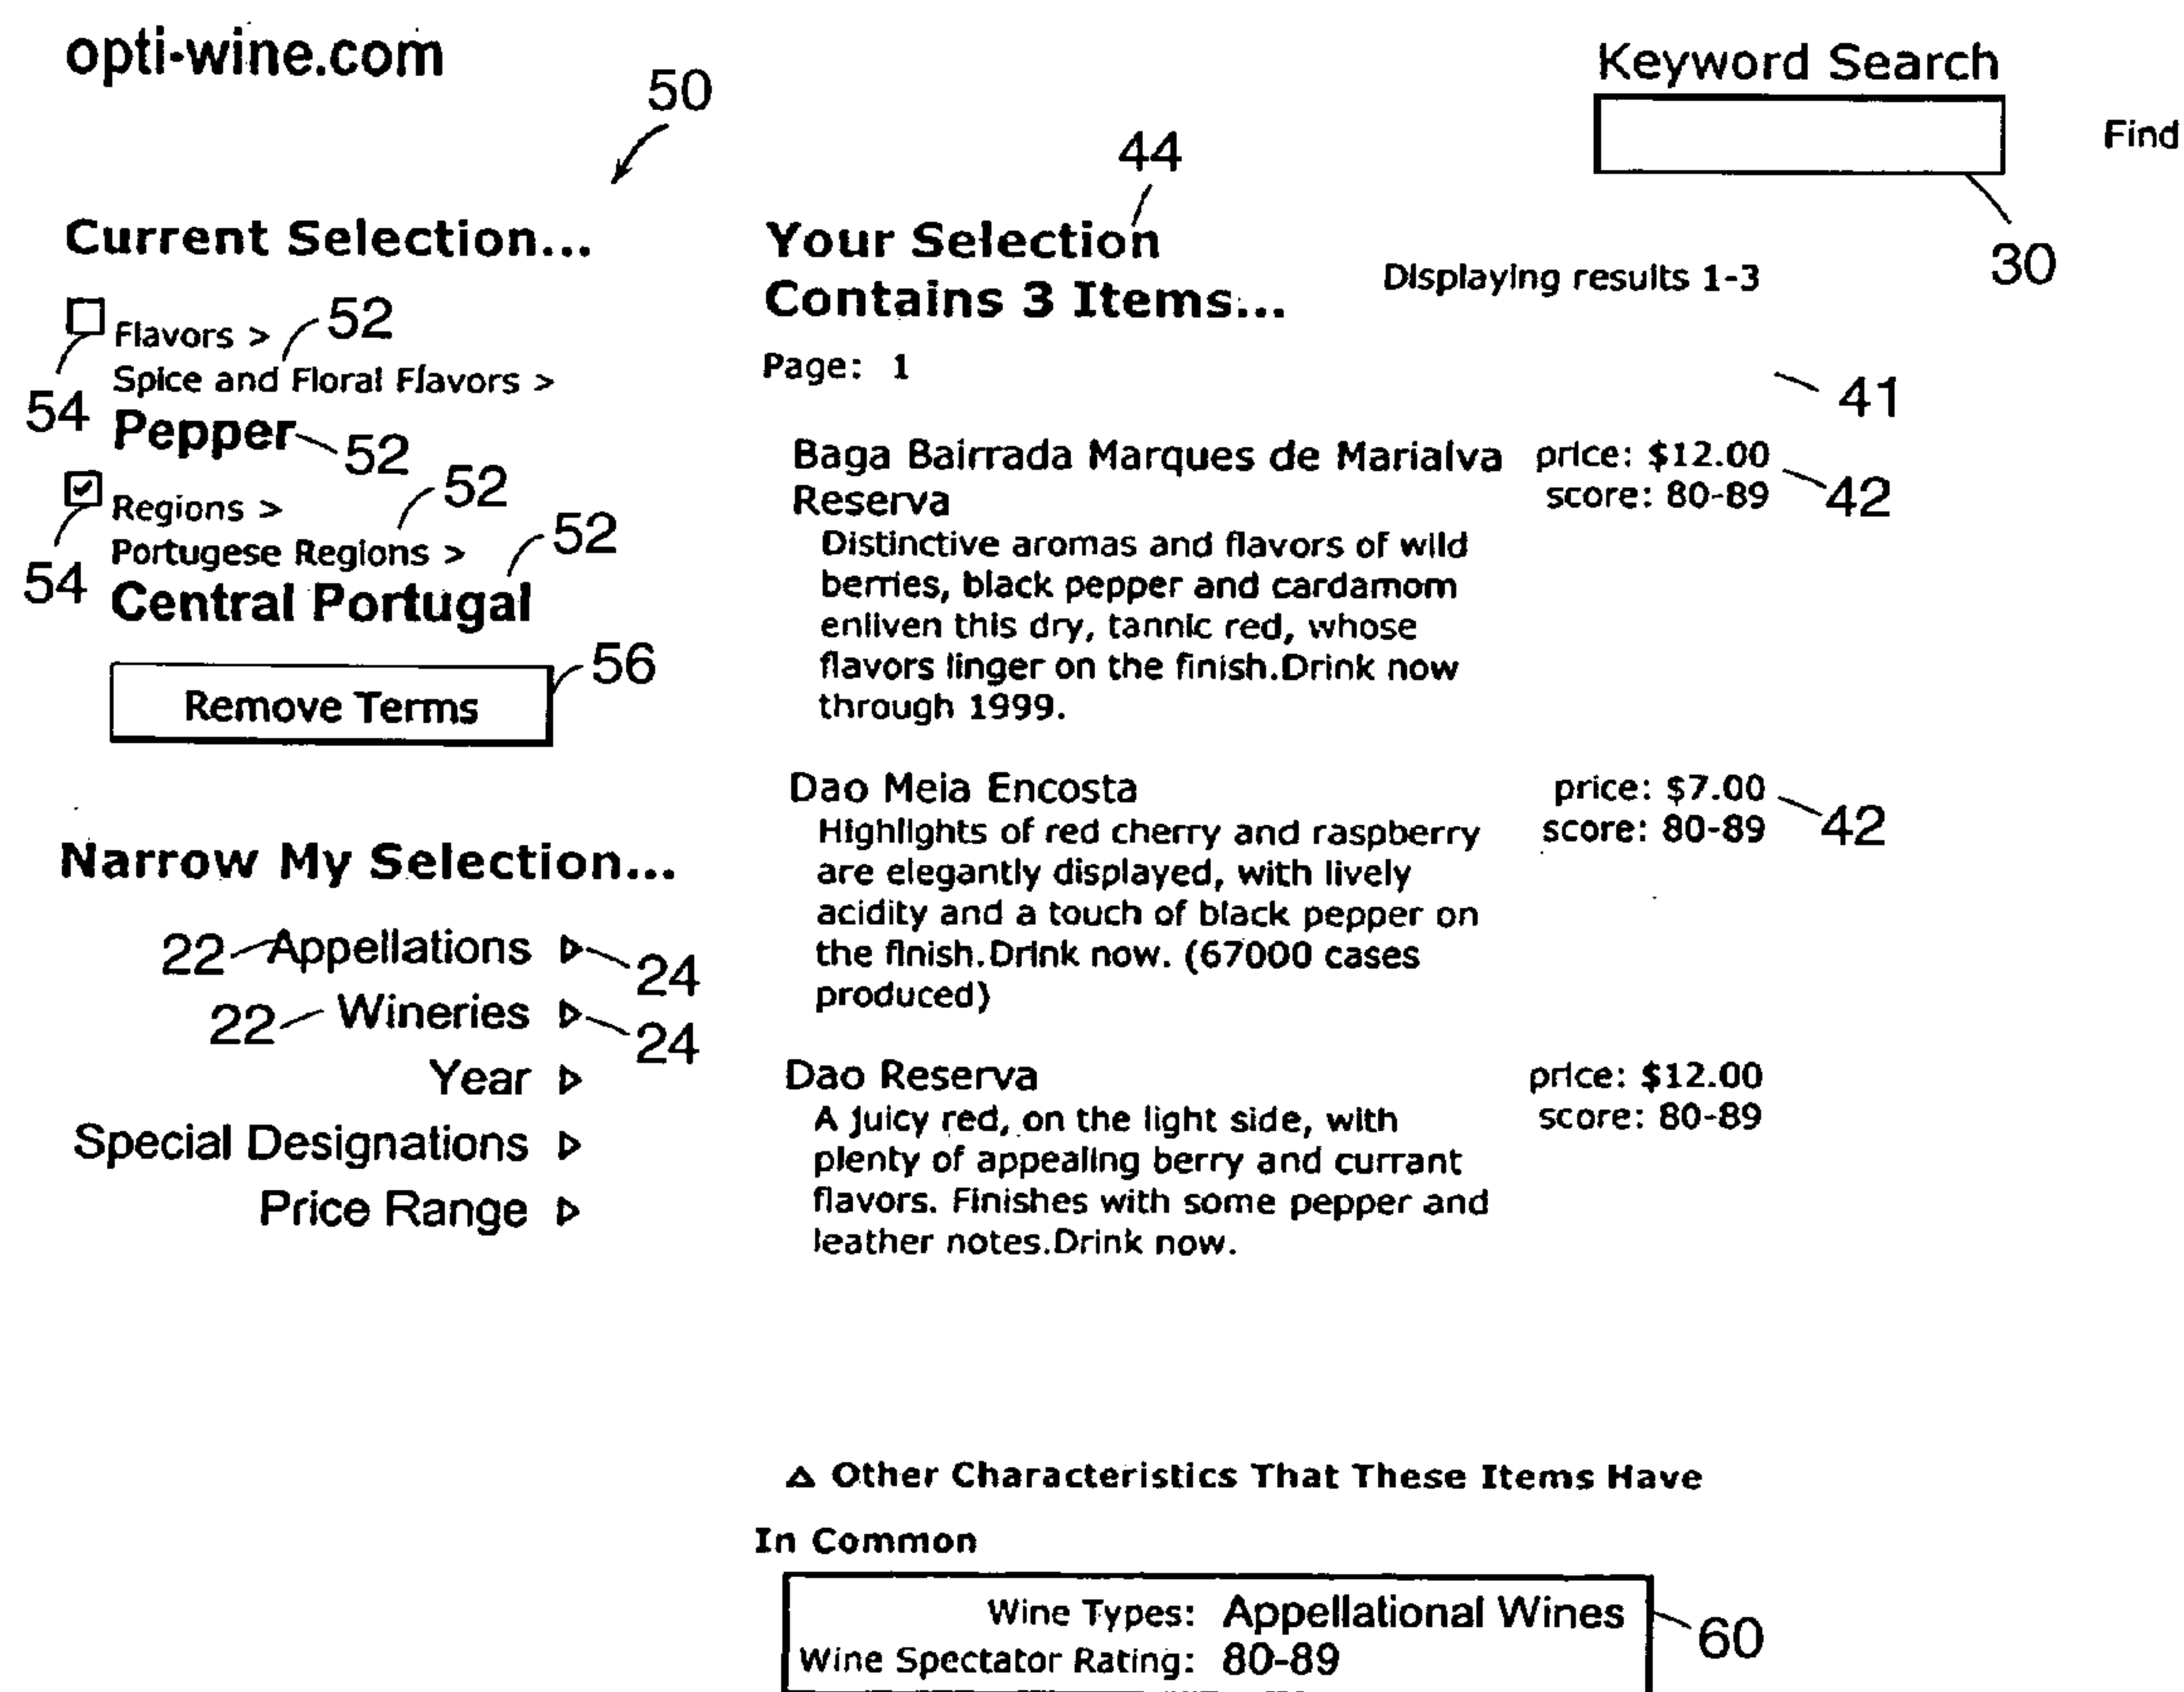 opti-wine.com
50
44
Keyword Search
Find
30
Current Selection...
Flavors >
52
Spice and Floral Flavors >
54
Pepper
52
Regions >
52
Portugese Regions >
52
54
Central Portugal
56
Remove Terms
Narrow My Selection...
22 Appellations 24
22 Wineries 24
Year
Special Designations
Price Range
Your Selection
Contains 3 Items...
Displaying results 1-3
Page: 1
41
Baga Bairrada Marques de Marialva price: $12.00
Reserva score: 80-89 42
Distinctive aromas and flavors of wild
berries, black pepper and cardamom
enliven this dry, tannic red, whose
flavors linger on the finish.Drink now
through 1999.
Dao Meia Encosta price: $7.00
Highlights of red cherry and raspberry score: 80-89 42
are elegantly displayed, with lively
acidity and a touch of black pepper on
the finish.Drink now. (67000 cases
produced)
Dao Reserva price: $12.00
A juicy red, on the light side, with score: 80-89
plenty of appealing berry and currant
flavors. Finishes with some pepper and
leather notes.Drink now.
Other Characteristics That These Items Have
In Common
Wine Types: Appellational Wines
60
Wine Spectator Rating: 80-89